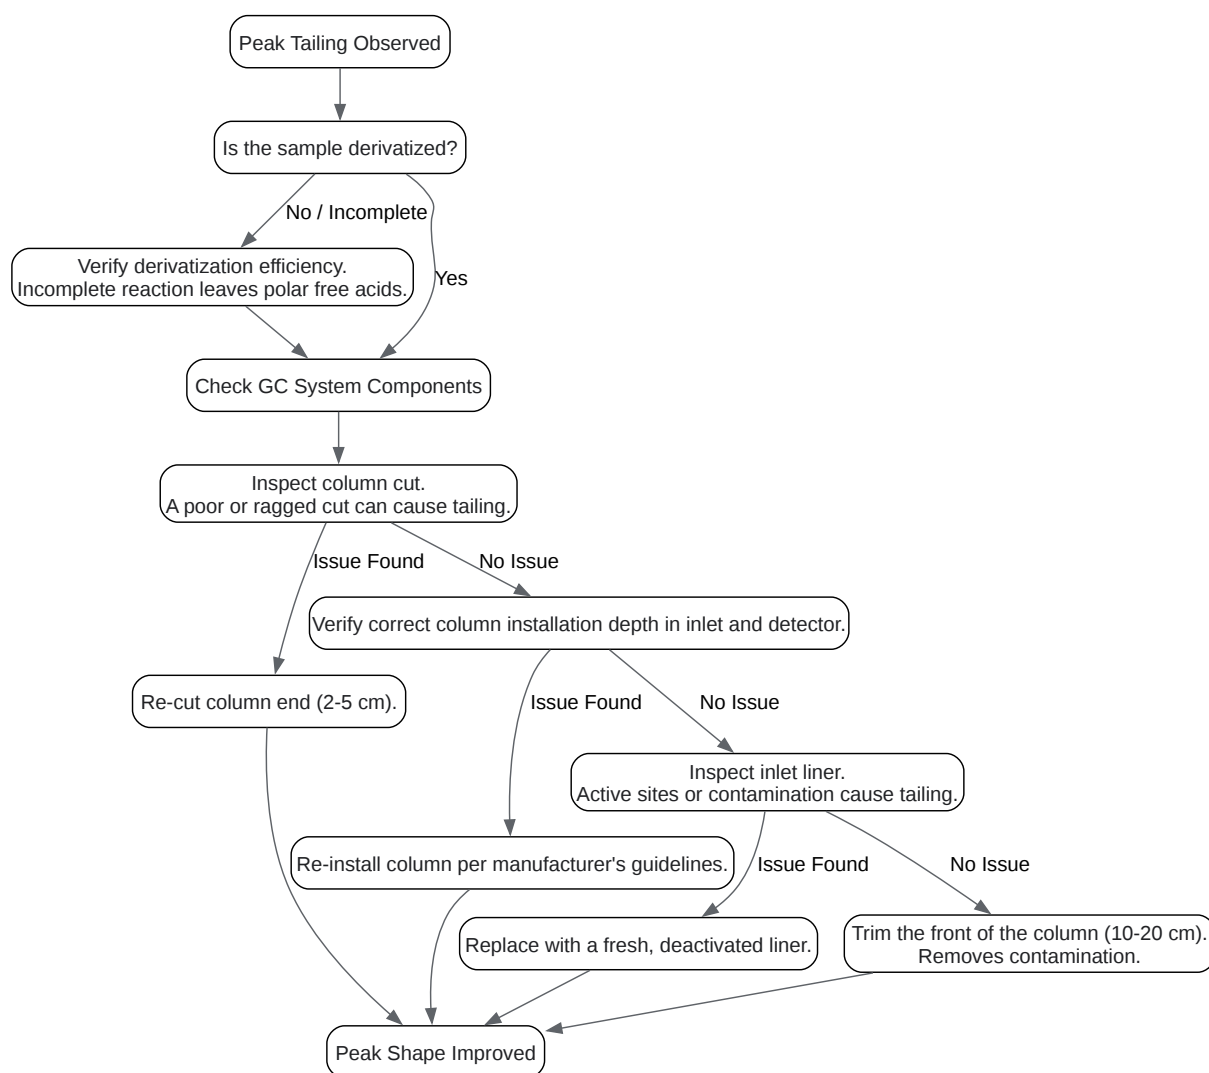 Peak Tailing Observed
Is the sample derivatized?
No / Incomplete
Verify derivatization efficiency.
Incomplete reaction leaves polar free acids.
Yes
Check GC System Components
Inspect column cut.
A poor or ragged cut can cause tailing.
Issue Found
No Issue
Verify correct column installation depth in inlet and detector.
Re-cut column end (2-5 cm).
Issue Found
No Issue
Inspect inlet liner.
Active sites or contamination cause tailing.
Re-install column per manufacturer's guidelines.
Issue Found
No Issue
Replace with a fresh, deactivated liner.
Trim the front of the column (10-20 cm).
Removes contamination.
Peak Shape Improved